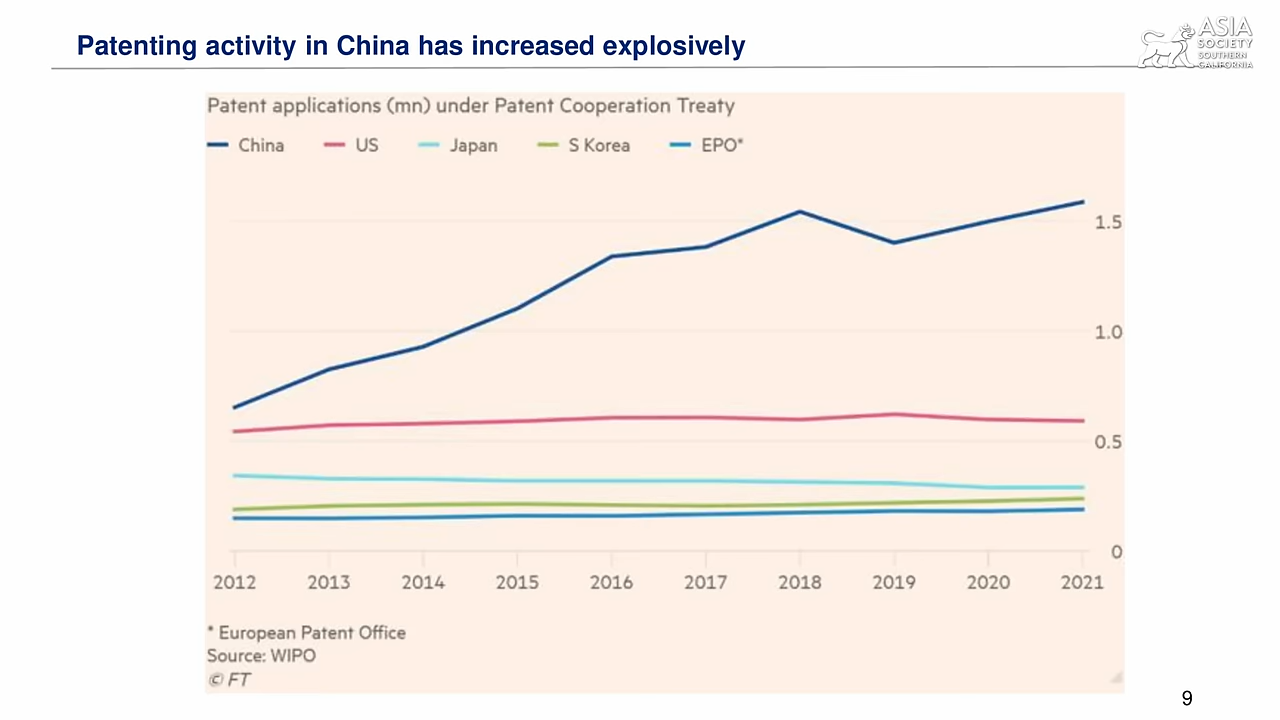 Patenting activity in China has increased explosively
ASIA
SOCIETY
SOUTHERN
CALIFORNIA
Patent applications (mn) under Patent Cooperation Treaty
China US Japan S Korea EPO*
1.5
1.0
0.5
0
2012 2013 2014 2015 2016 2017 2018 2019 2020 2021
* European Patent Office
Source: WIPO
© FT
9